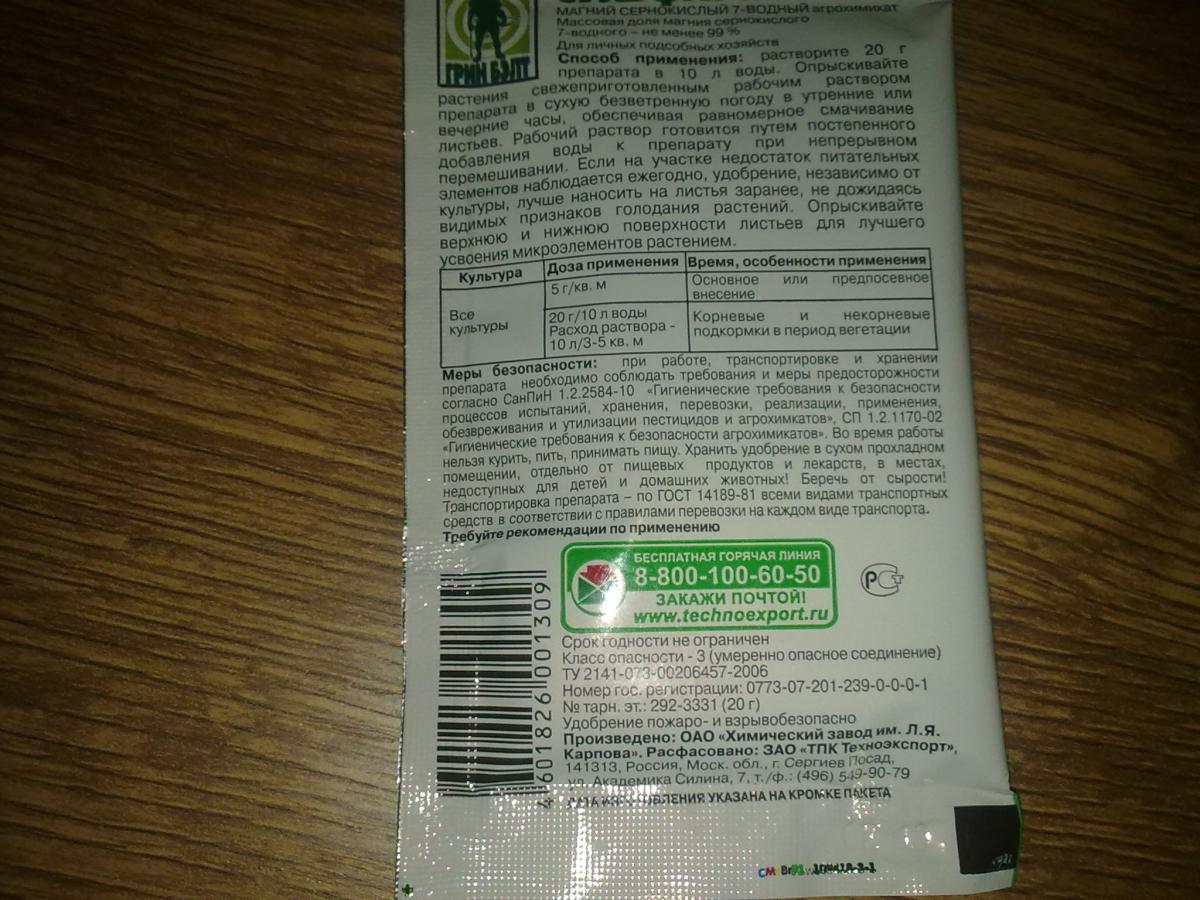 ГРИН БЭЛТ
МАГНИЙ СЕРНОКИСЛЫЙ 7-ВОДНЫЙ агрохимикат
Массовая доля магния сернокислого
7-водного – не менее 99 %
Для личных подсобных хозяйств
Способ применения: растворите 20 г
препарата в 10 л воды. Опрыскивайте
растения свежеприготовленным рабочим раствором
препарата в сухую безветренную погоду в утренние или
вечерние часы, обеспечивая равномерное смачивание
листьев. Рабочий раствор готовится путем постепенного
добавления воды к препарату при непрерывном
перемешивании. Если на участке недостаток питательных
элементов наблюдается ежегодно, удобрение, независимо от
культуры, лучше наносить на листья заранее, не дожидаясь
видимых признаков голодания растений. Опрыскивайте
верхнюю и нижнюю поверхности листьев для лучшего
усвоения микроэлементов растением.
Культура Доза применения Время, особенности применения
Все культуры
5 г/кв. м Основное или предпосевное
внесение
20 г/10 л воды Корневые и некорневые
Расход раствора - подкормки в период вегетации
10 л/3-5 кв. м
Меры безопасности: при работе, транспортировке и хранении
препарата необходимо соблюдать требования и меры предосторожности
согласно СанПиН 1.2.2584-10 «Гигиенические требования к безопасности
процессов испытаний, хранения, перевозки, реализации, применения,
обезвреживания и утилизации пестицидов и агрохимкатов», СП 1.2.1170-02
«Гигиенические требования к безопасности агрохимикатов». Во время работы
нельзя курить, пить, принимать пищу. Хранить удобрение в сухом прохладном
помещении, отдельно от пищевых продуктов и лекарств, в местах,
недоступных для детей и домашних животных! Беречь от сырости!
Транспортировка препарата – по ГОСТ 14189-81 всеми видами транспортных
средств в соответствии с правилами перевозки на каждом виде транспорта.
Требуйте рекомендации по применению
БЕСПЛАТНАЯ ГОРЯЧАЯ ЛИНИЯ
8-800-100-60-50
ЗАКАЖИ ПОЧТОЙ!
www.technoexport.ru
4 601826 001309
Срок годности не ограничен
Класс опасности - 3 (умеренно опасное соединение)
ТУ 2141-073-00206457-2006
Номер гос. регистрации: 0773-07-201-239-0-0-0-1
№ тарн. эт.: 292-3331 (20 г)
Удобрение пожаро- и взрывобезопасно
Произведено: ОАО «Химический завод им. Л.Я.
Карпова». Расфасовано: ЗАО «ТПК Техноэкспорт»,
141313, Россия, Моск. обл., г. Сергиев Посад,
ул. Академика Силина, 7, т./ф.: (496) 549-90-79
ДАТА ИЗГОТОВЛЕНИЯ УКАЗАНА НА КРОМКЕ ПАКЕТА